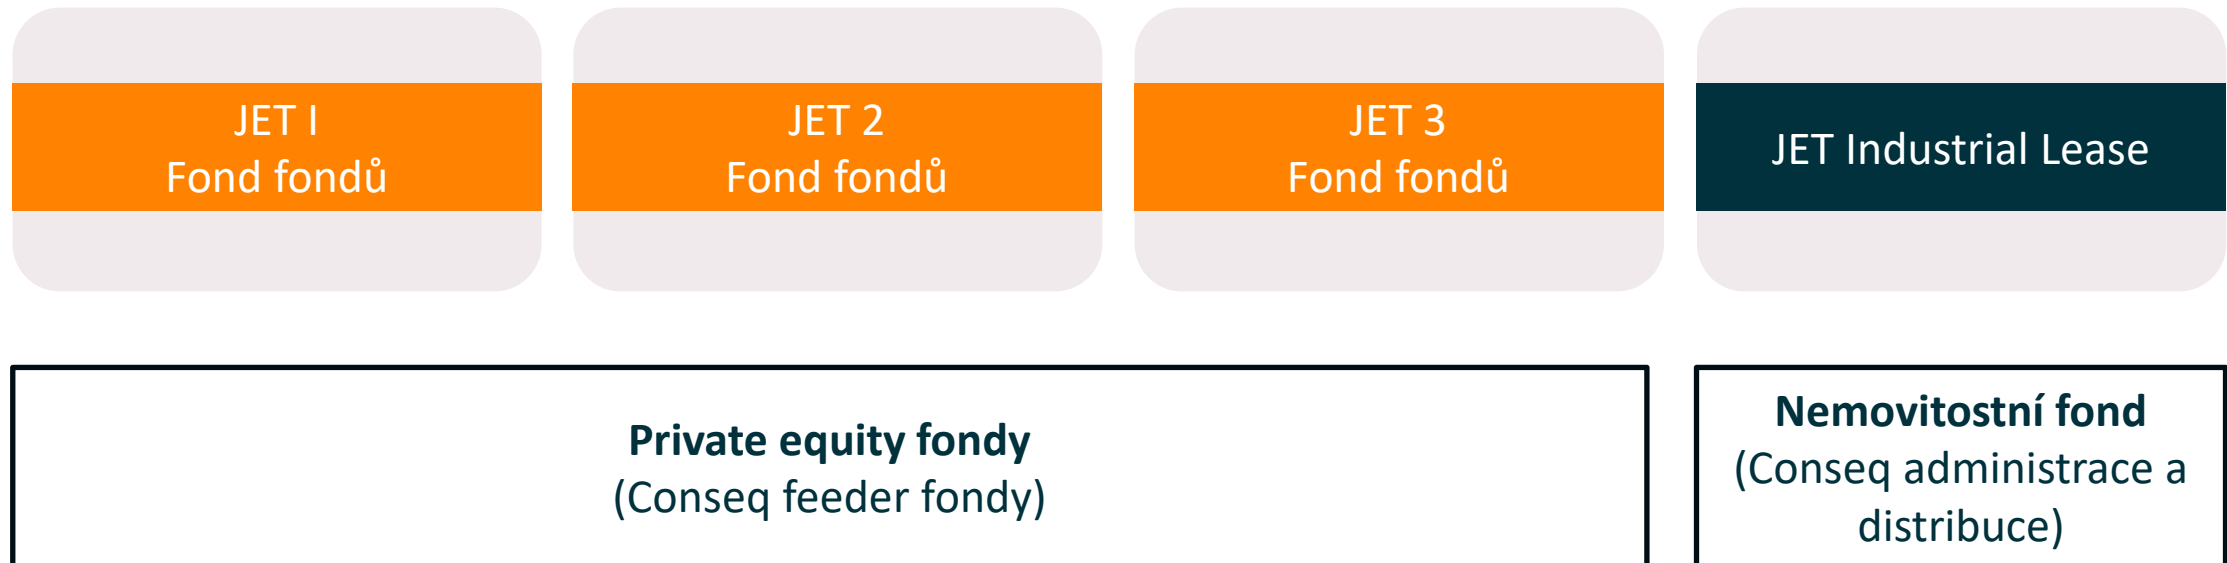 JET I
Fond fondů
JET 2
Fond fondů
JET 3
Fond fondů
JET Industrial Lease
Private equity fondy
(Conseq feeder fondy)
Nemovitostní fond
(Conseq administrace a
distribuce)